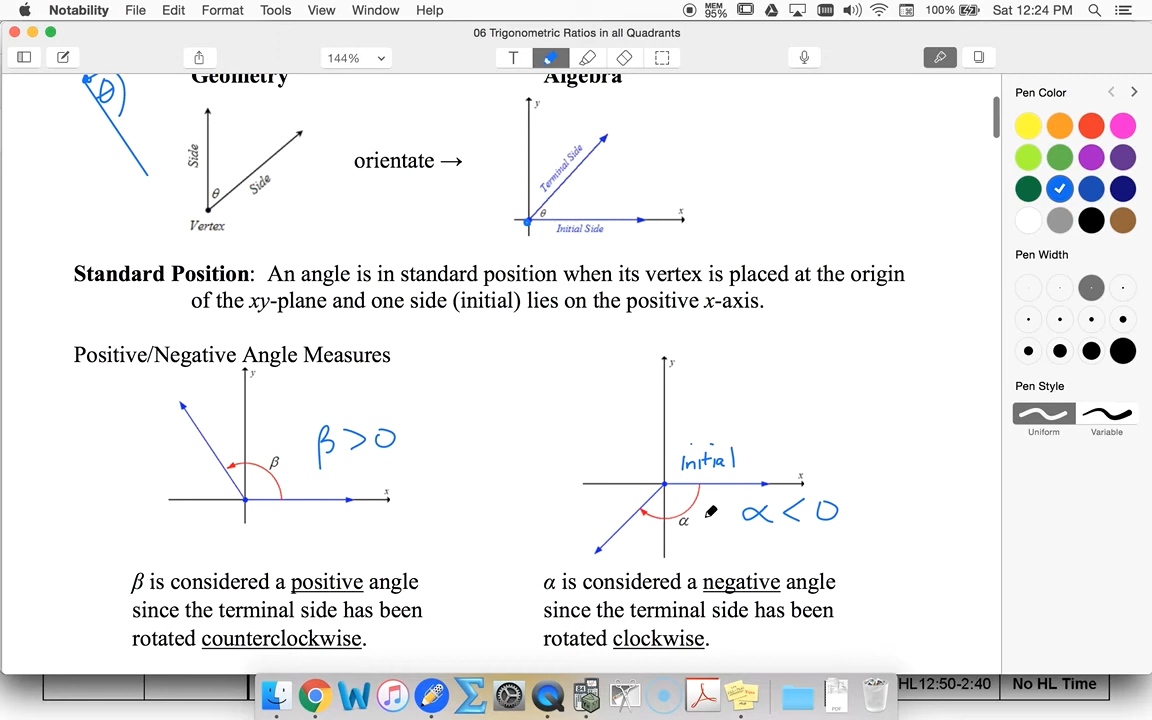 Notability File Edit Format Tools View Window Help MEM 95% 100% Sat 12:24 PM
06 Trigonometric Ratios in all Quadrants
144% T
Geometry Algebra
Pen Color
θ
y
Side
Terminal Side
orientate →
θ
Side
θ
x
Vertex
Initial Side
Pen Width
Standard Position: An angle is in standard position when its vertex is placed at the origin
of the xy-plane and one side (initial) lies on the positive x-axis.
Positive/Negative Angle Measures
y
y
Pen Style
Uniform Variable
β > 0
β
x
initial
x
α < 0
α
β is considered a positive angle
since the terminal side has been
rotated counterclockwise.
α is considered a negative angle
since the terminal side has been
rotated clockwise.
HL12:50-2:40 No HL Time